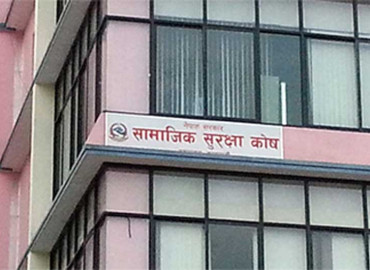 नेपाल सरकार
सामाजिक सुरक्षा कोष